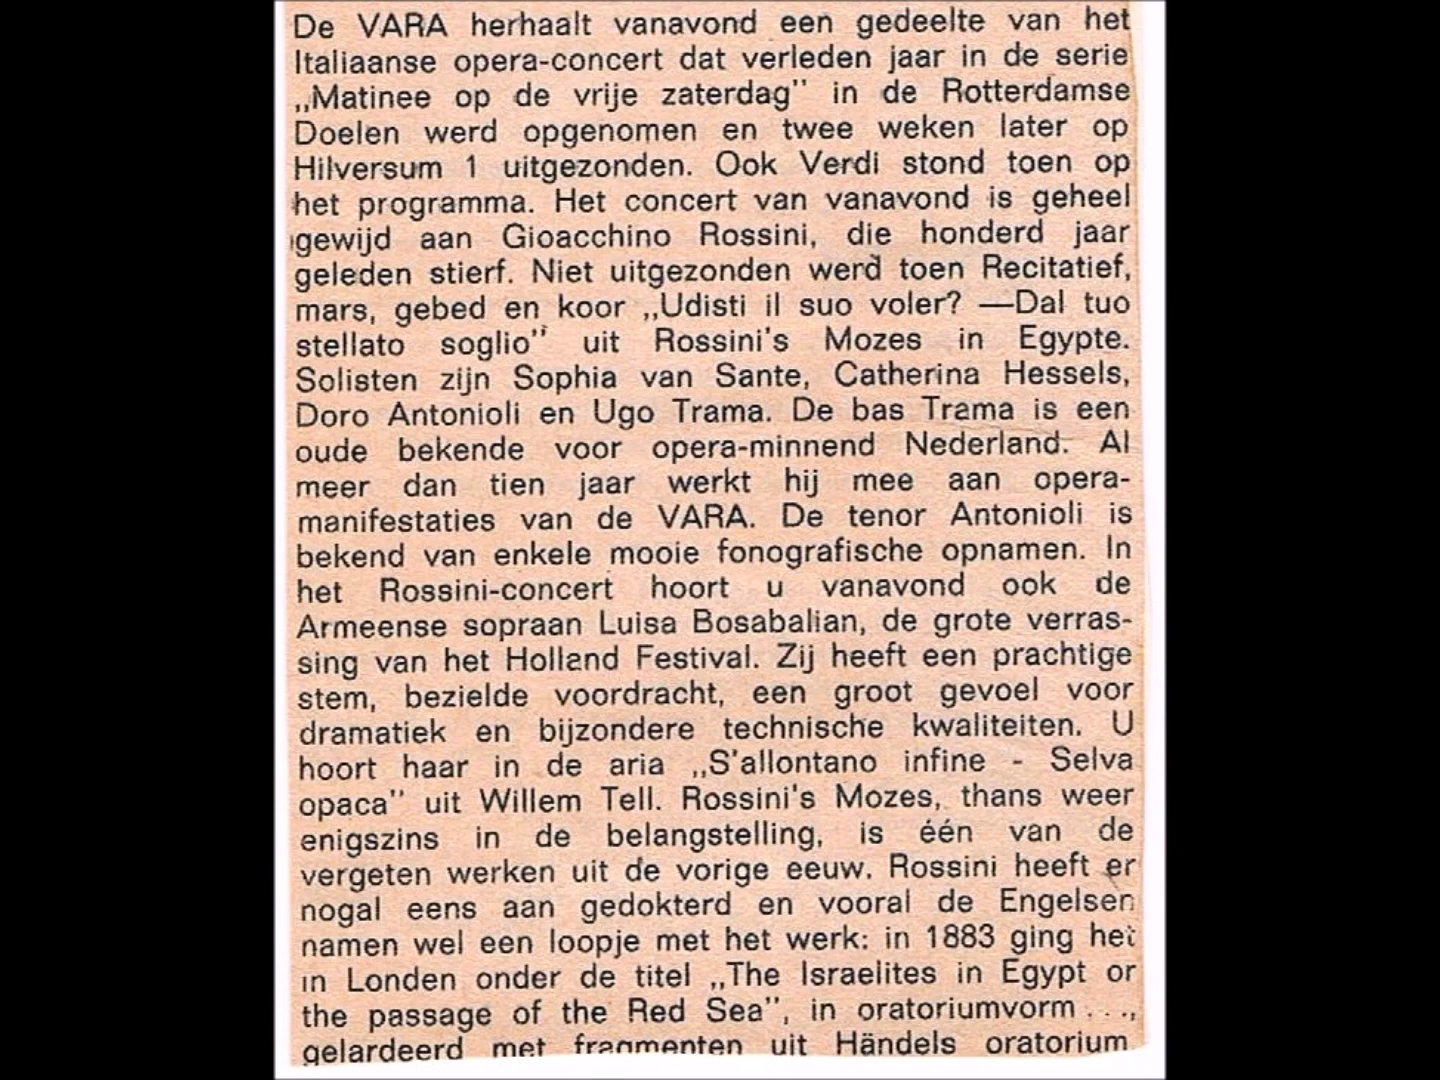 De VARA herhaalt vanavond een gedeelte van het
Italiaanse opera-concert dat verleden jaar in de serie
,,Matinee op de vrije zaterdag" in de Rotterdamse
Doelen werd opgenomen en twee weken later op
Hilversum 1 uitgezonden. Ook Verdi stond toen op
het programma. Het concert van vanavond is geheel
gewijd aan Gioacchino Rossini, die honderd jaar
geleden stierf. Niet uitgezonden werd toen Recitatief,
mars, gebed en koor ,,Udisti il suo voler? —Dal tuo
stellato soglio" uit Rossini's Mozes in Egypte.
Solisten zijn Sophia van Sante, Catherina Hessels,
Doro Antonioli en Ugo Trama. De bas Trama is een
oude bekende voor opera-minnend Nederland. Al
meer dan tien jaar werkt hij mee aan opera-
manifestaties van de VARA. De tenor Antonioli is
bekend van enkele mooie fonografische opnamen. In
het Rossini-concert hoort u vanavond ook de
Armeense sopraan Luisa Bosabalian, de grote verras-
sing van het Holland Festival. Zij heeft een prachtige
stem, bezielde voordracht, een groot gevoel voor
dramatiek en bijzondere technische kwaliteiten. U
hoort haar in de aria ,,S'allontano infine - Selva
opaca" uit Willem Tell. Rossini's Mozes, thans weer
enigszins in de belangstelling, is één van de
vergeten werken uit de vorige eeuw. Rossini heeft er
nogal eens aan gedokterd en vooral de Engelsen
namen wel een loopje met het werk: in 1883 ging het
in Londen onder de titel ,,The Israelites in Egypt or
the passage of the Red Sea", in oratoriumvorm ...,
gelardeerd met fragmenten uit Händels oratorium